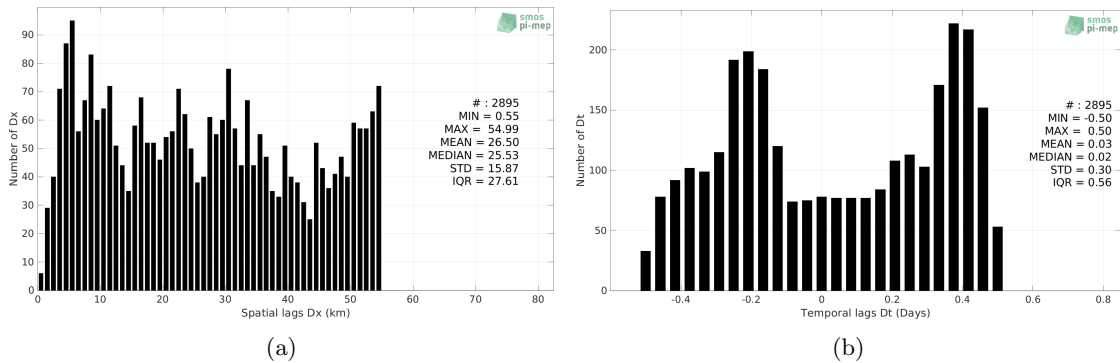 smos
pi-mep
90
80
70
60
50
40
30
20
10
0
Number of Dx
# : 2895
MIN = 0.55
MAX = 54.99
MEAN = 26.50
MEDIAN = 25.53
STD = 15.87
IQR = 27.61
0 10 20 30 40 50 60 70 80
Spatial lags Dx (km)
(a)
smos
pi-mep
200
150
100
50
0
Number of Dt
# : 2895
MIN = -0.50
MAX = 0.50
MEAN = 0.03
MEDIAN = 0.02
STD = 0.30
IQR = 0.56
-0.4 -0.2 0 0.2 0.4 0.6 0.8
Temporal lags Dt (Days)
(b)